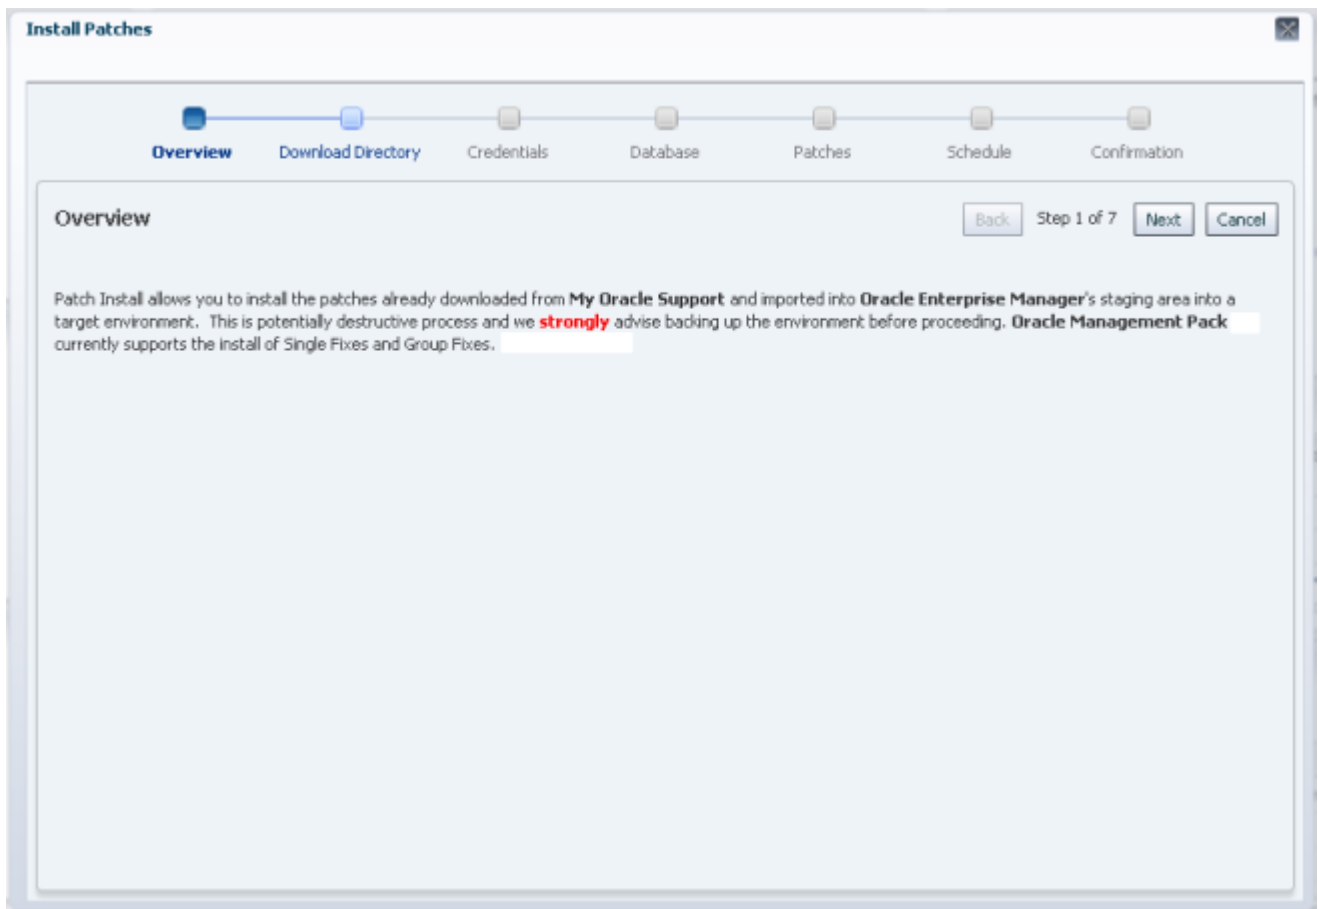 Install Patches
Overview
Download Directory
Credentials
Database
Patches
Schedule
Confirmation
Overview
Back
Step 1 of 7
Next
Cancel
Patch Install allows you to install the patches already downloaded from My Oracle Support and imported into Oracle Enterprise Manager's staging area into a
target environment. This is potentially destructive process and we strongly advise backing up the environment before proceeding. Oracle Management Pack
currently supports the install of Single Fixes and Group Fixes.